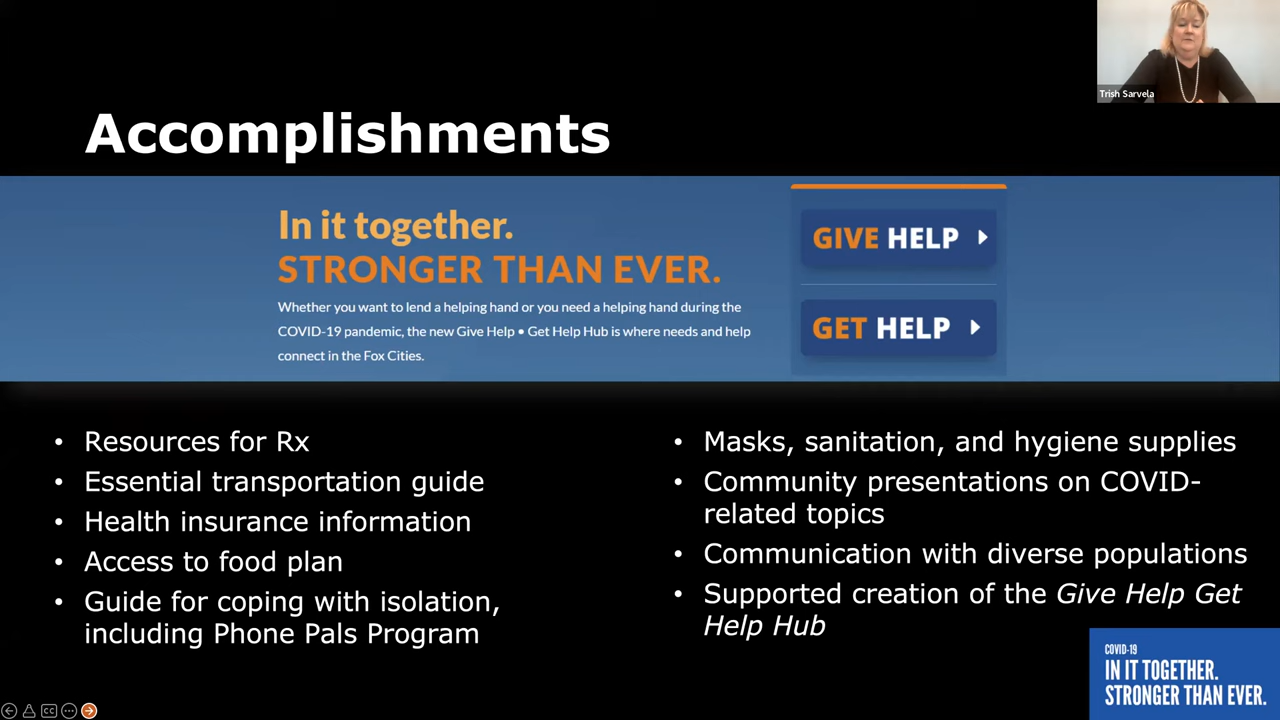 Trish Sarvela
Accomplishments
In it together.
STRONGER THAN EVER.
Whether you want to lend a helping hand or you need a helping hand during the
COVID-19 pandemic, the new Give Help • Get Help Hub is where needs and help
connect in the Fox Cities.
GIVE HELP
GET HELP
• Resources for Rx
• Essential transportation guide
• Health insurance information
• Access to food plan
• Guide for coping with isolation,
including Phone Pals Program
• Masks, sanitation, and hygiene supplies
• Community presentations on COVID-
related topics
• Communication with diverse populations
• Supported creation of the Give Help Get
Help Hub
COVID-19
IN IT TOGETHER.
STRONGER THAN EVER.
CC